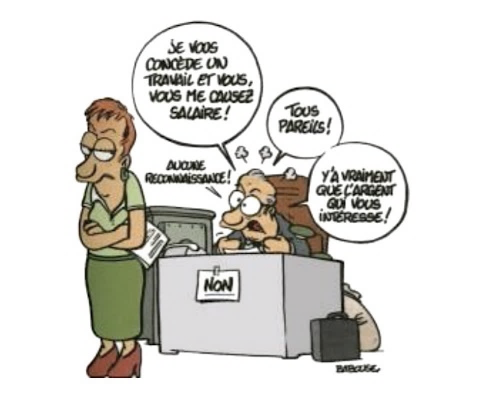 JE VOUS
CONCÈDE UN
TRAVAIL ET VOUS,
VOUS ME CAUSEZ
SALAIRE !
TOUS
PAREILS !
AUCUNE
RECONNAISSANCE !
Y'A VRAIMENT
QUE L'ARGENT
QUI VOUS
INTÉRESSE !
NON
BABOUSE.